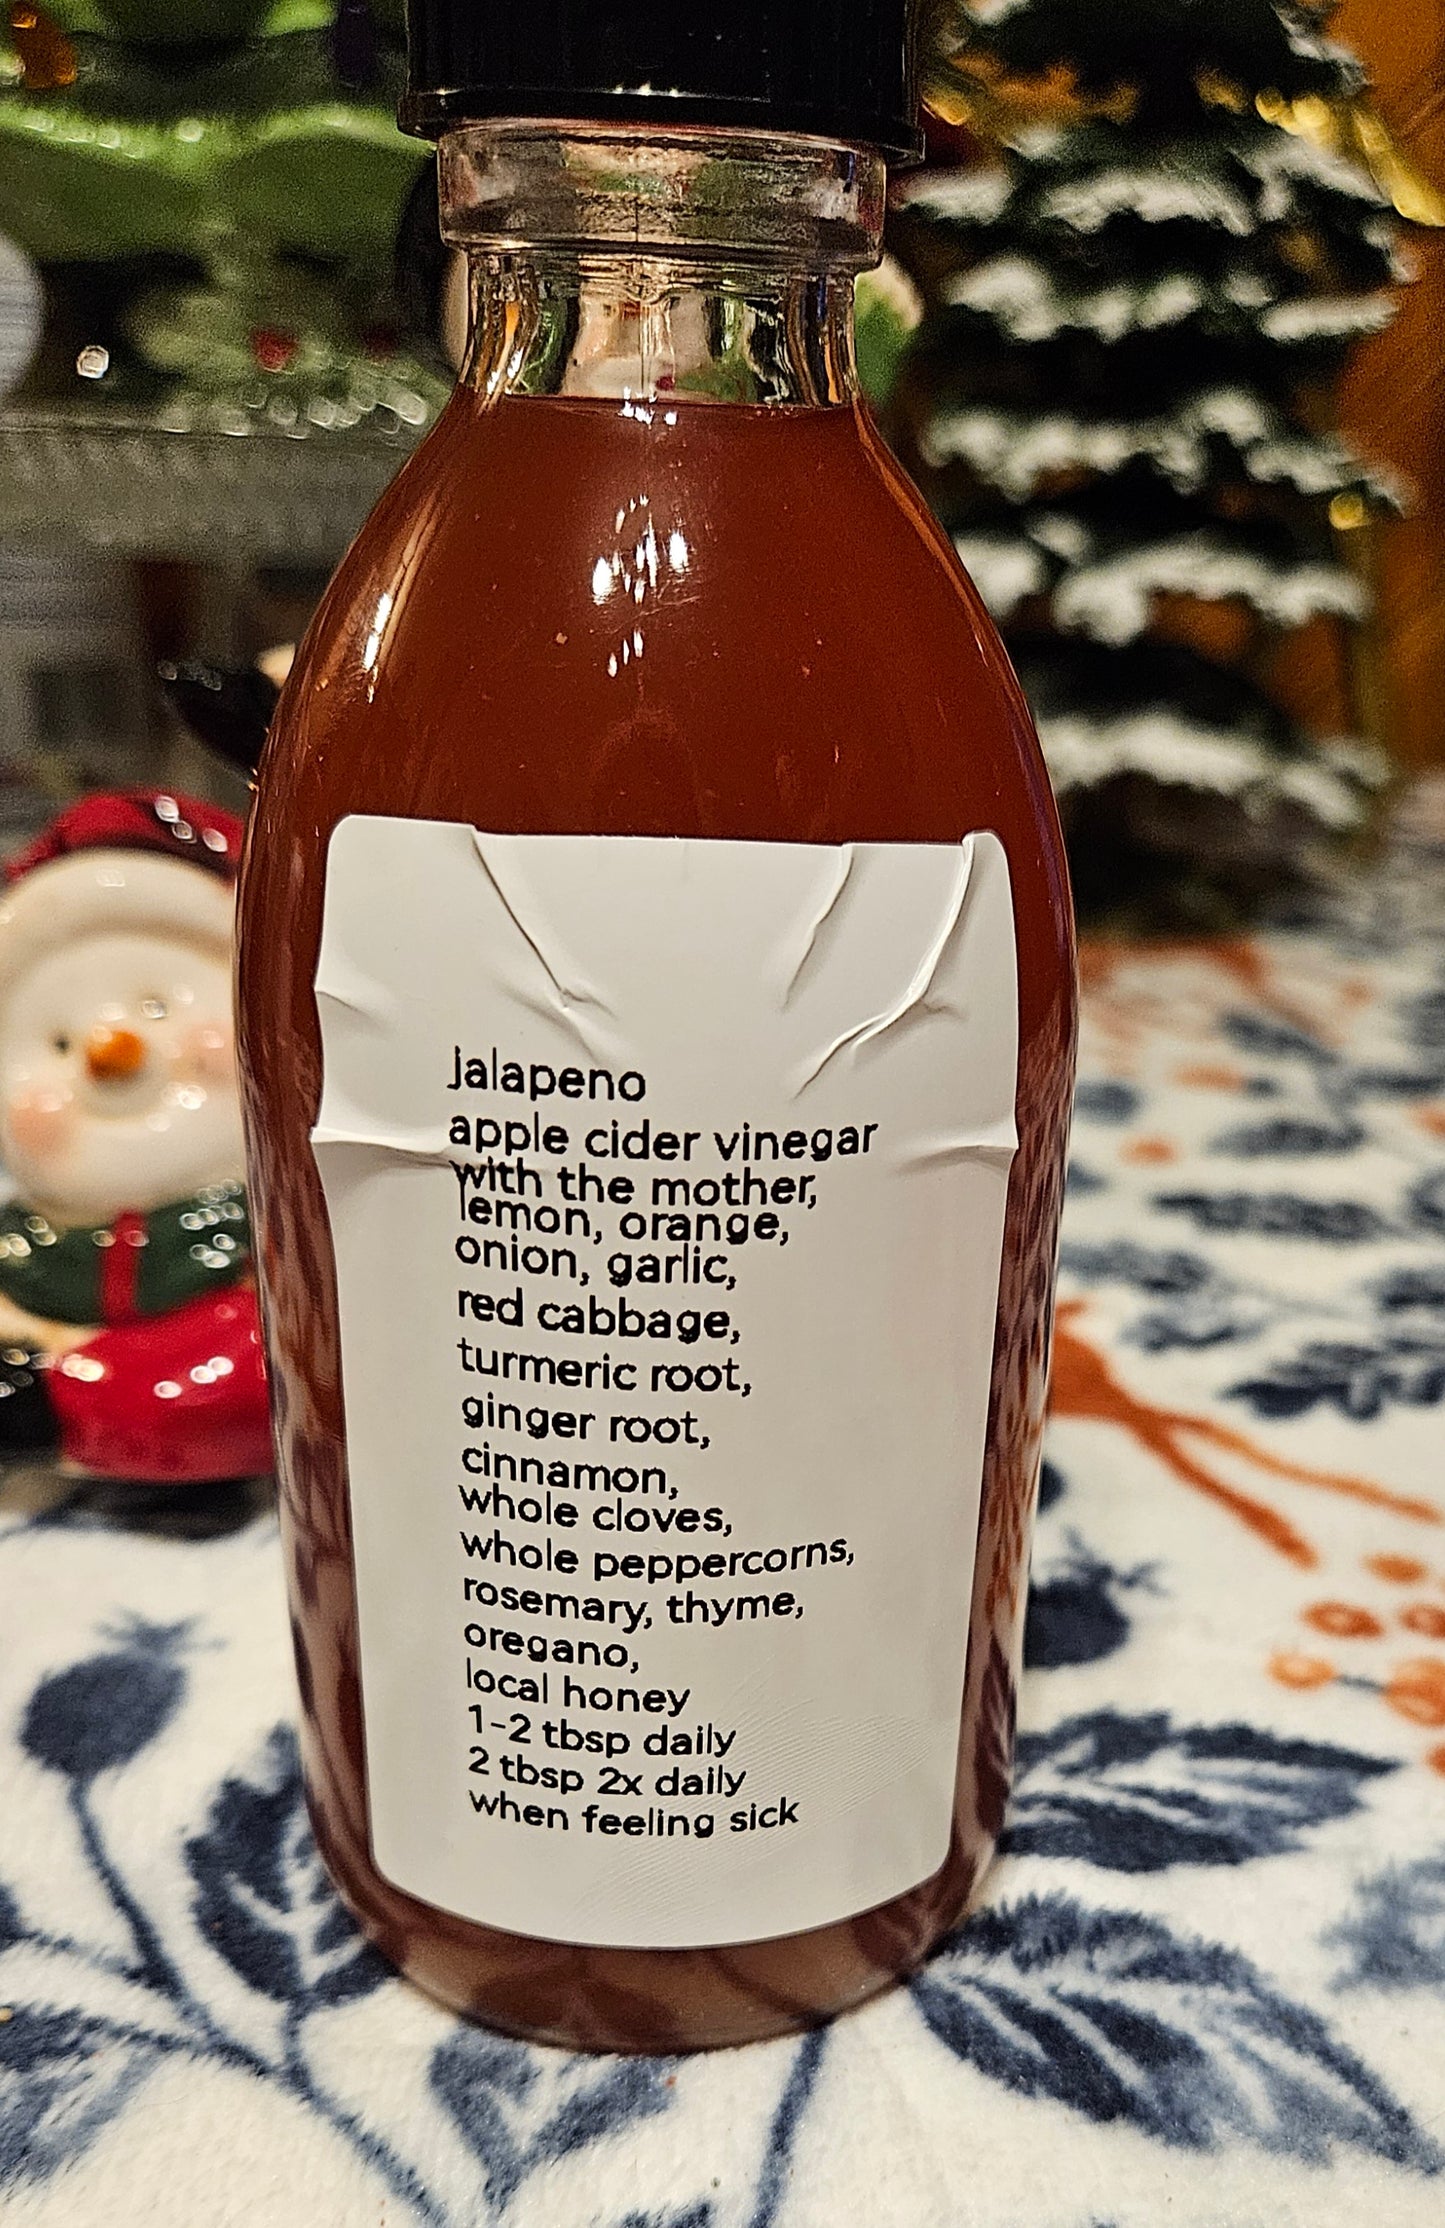 jalapeno
apple cider vinegar
with the mother,
lemon, orange,
onion, garlic,
red cabbage,
turmeric root,
ginger root,
cinnamon,
whole cloves,
whole peppercorns,
rosemary, thyme,
oregano,
local honey
1-2 tbsp daily
2 tbsp 2x daily
when feeling sick